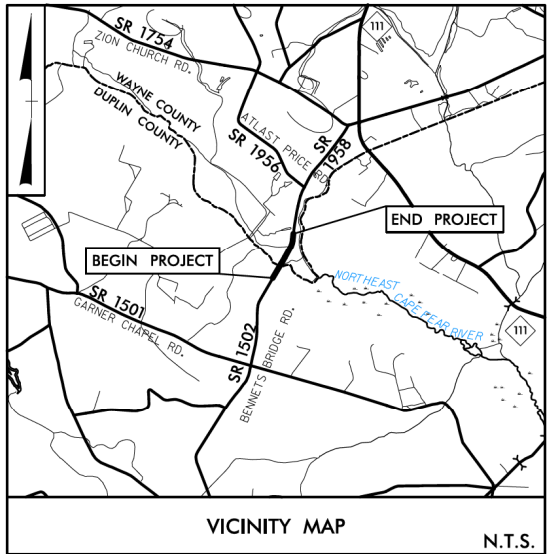 SR 1754
ZION CHURCH RD.
111
WAYNE COUNTY
DUPLIN COUNTY
ATLAST PRICE RD.
SR 1956
SR 1958
END PROJECT
BEGIN PROJECT
NORTHEAST CAPE FEAR RIVER
SR 1501
GARNER CHAPEL RD.
111
SR 1502
BENNETS BRIDGE RD.
VICINITY MAP
N.T.S.